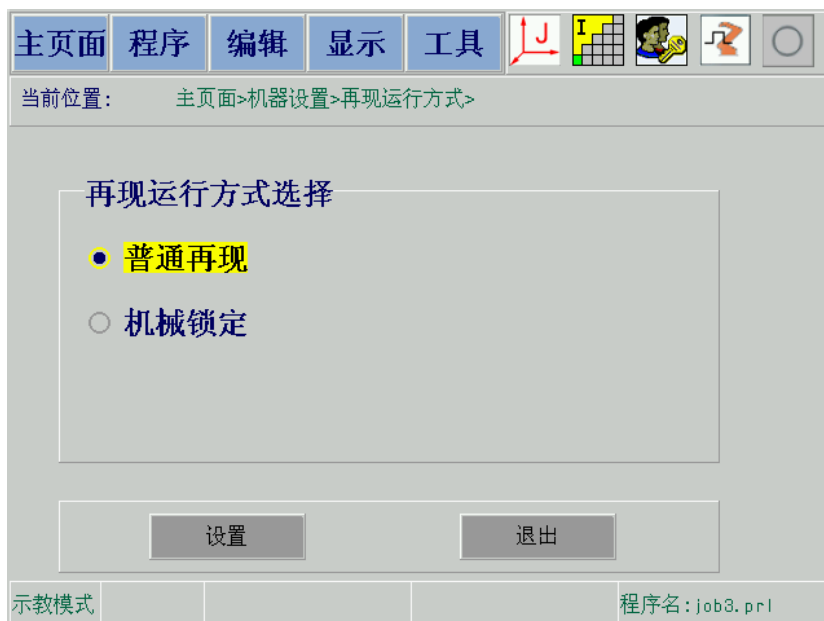 主页面 程序 编辑 显示 工具 J I
当前位置: 主页面>机器设置>再现运行方式>
再现运行方式选择
普通再现
机械锁定
设置 退出
示教模式 程序名:job3.prl